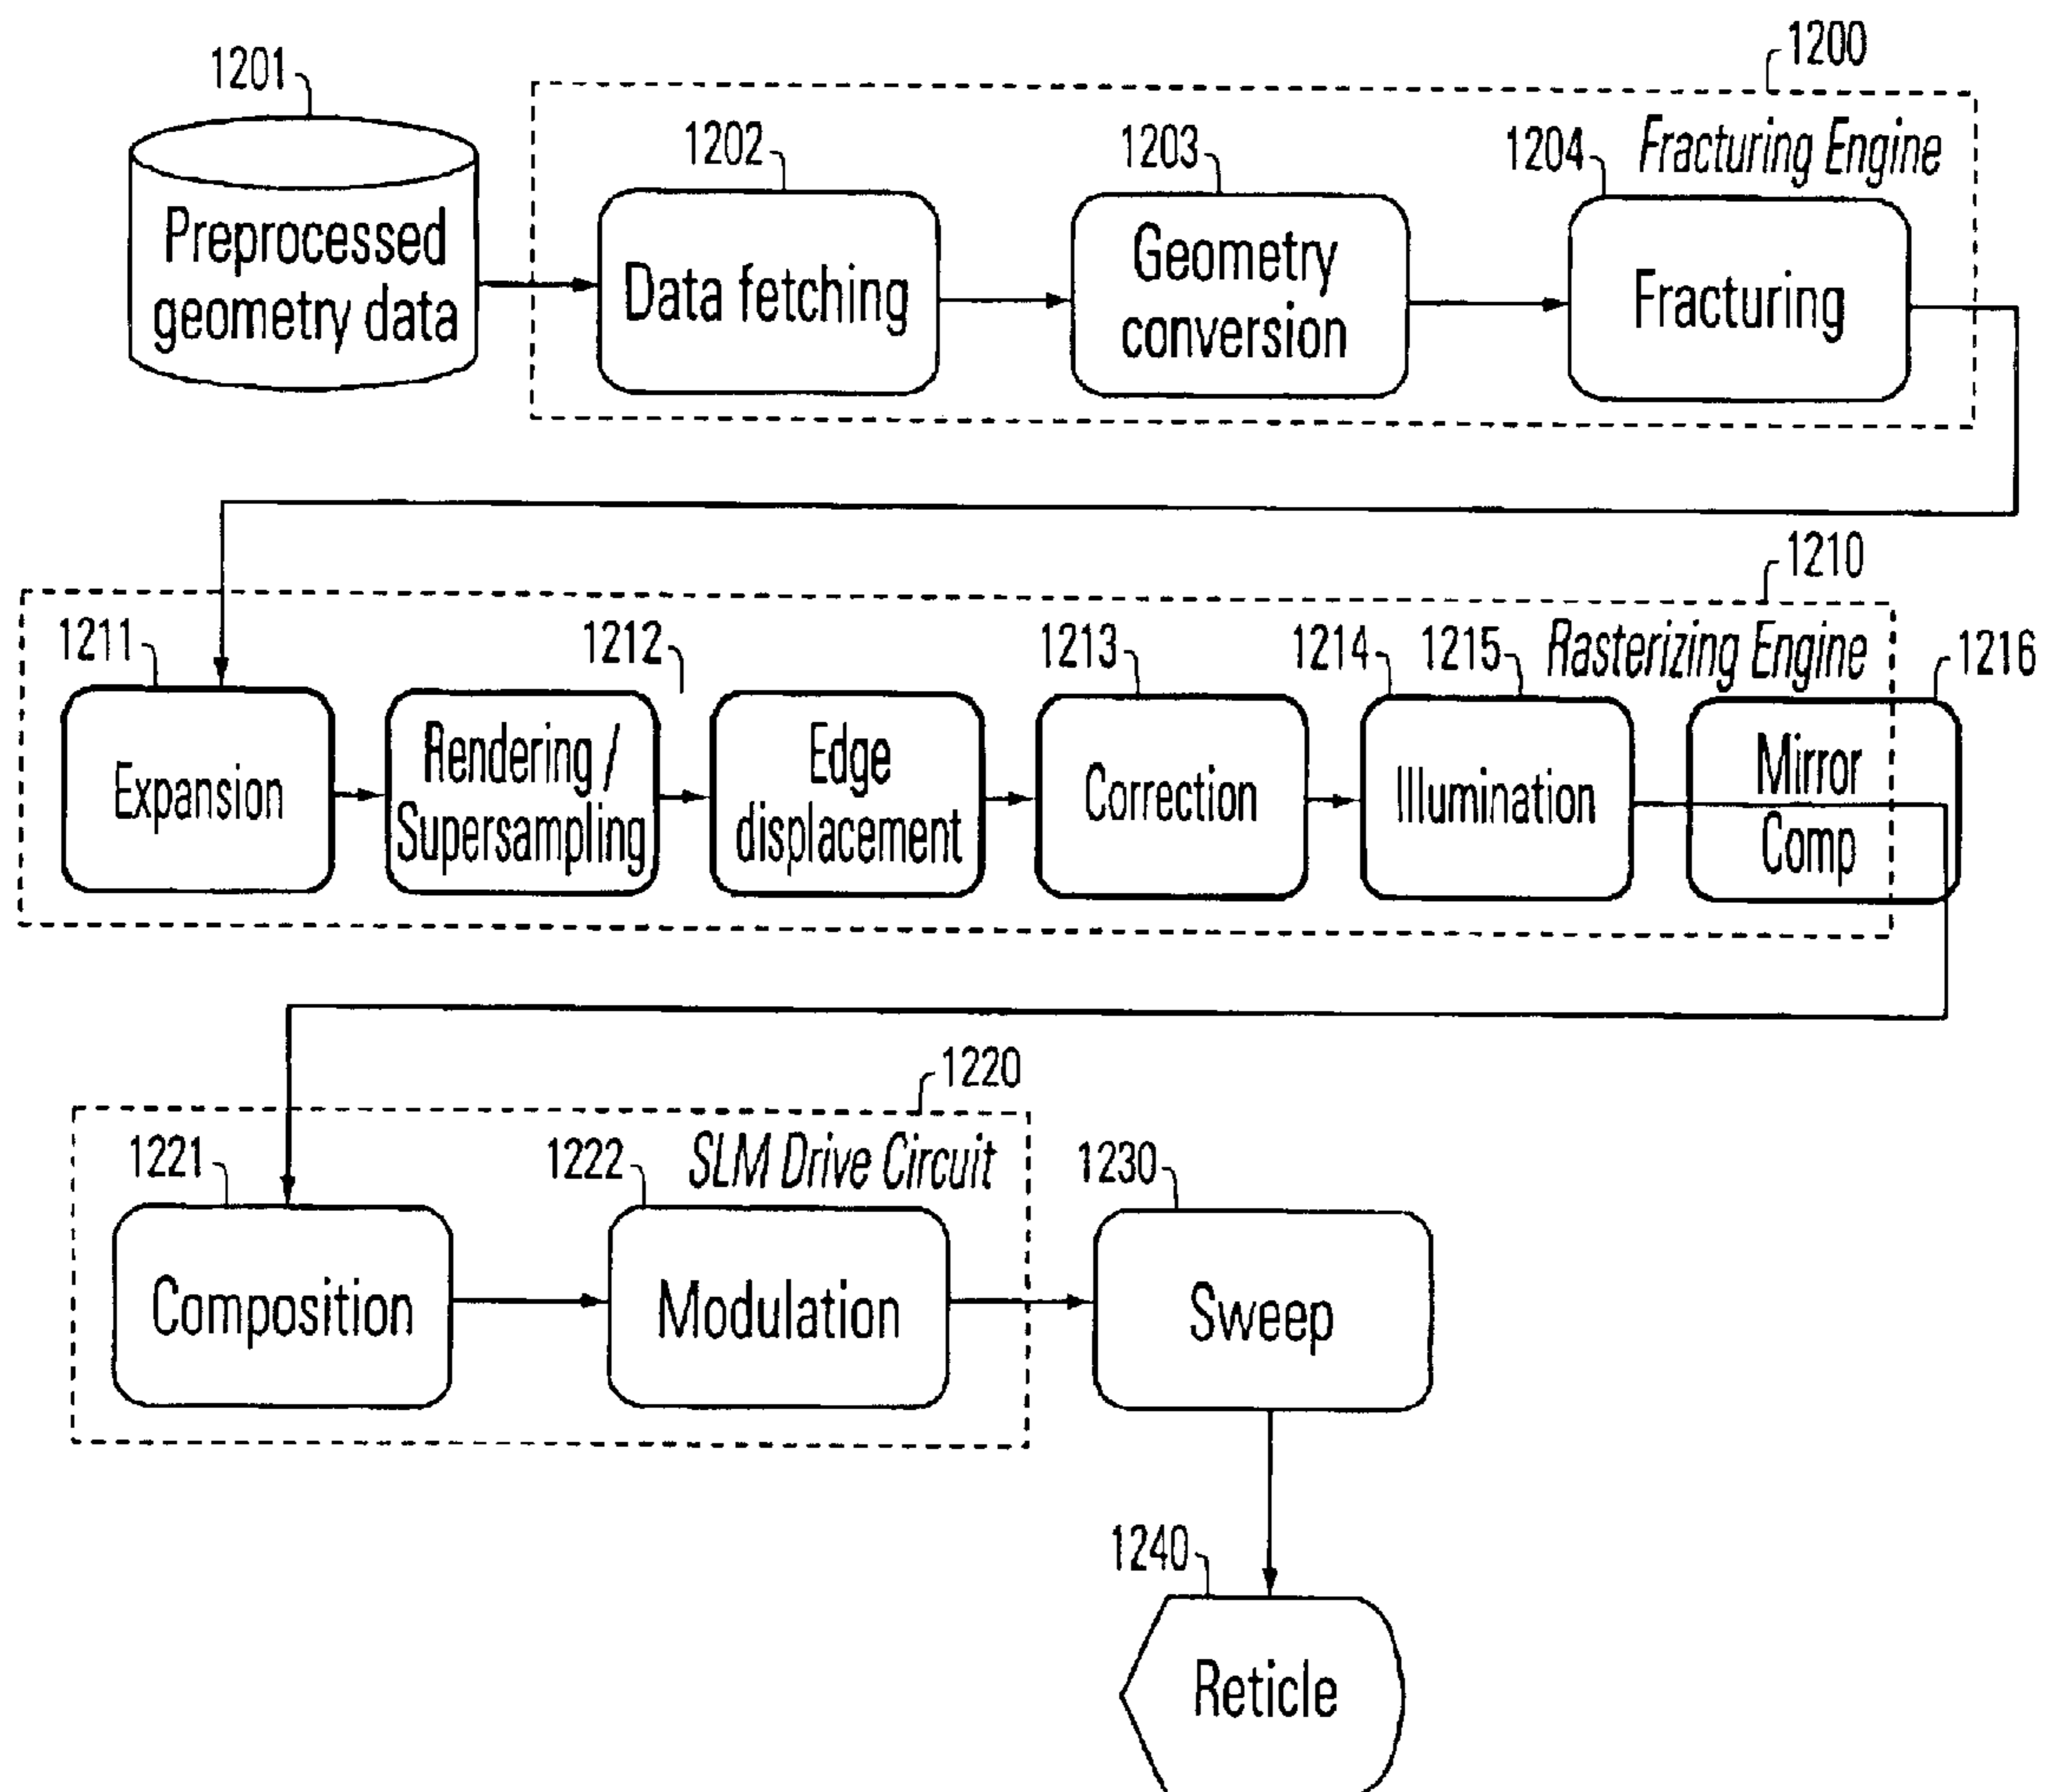 1200
1201
1202
1203
1204
Fracturing Engine
Preprocessed
geometry data
Data fetching
Geometry
conversion
Fracturing
1210
1211
1212
1213
1214
1215
Rasterizing Engine
1216
Expansion
Rendering /
Supersampling
Edge
displacement
Correction
Illumination
Mirror
Comp
1220
1221
1222
SLM Drive Circuit
1230
Composition
Modulation
Sweep
1240
Reticle